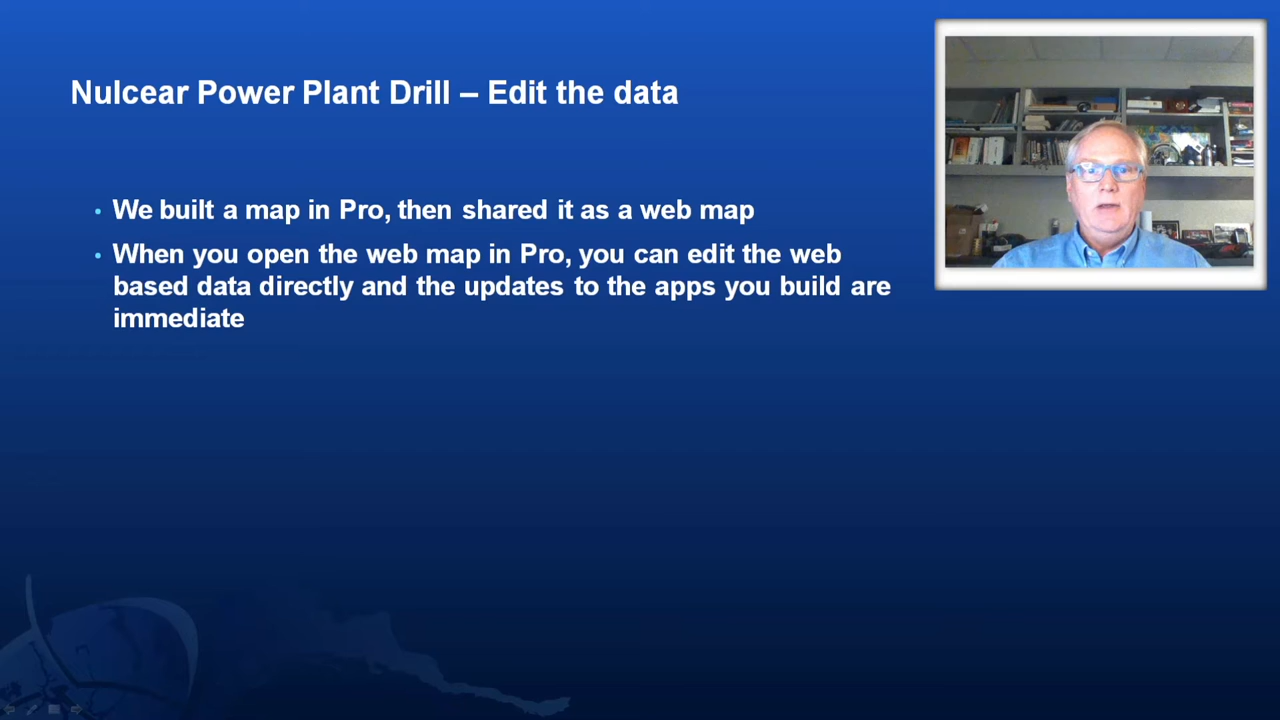 Nulcear Power Plant Drill – Edit the data
• We built a map in Pro, then shared it as a web map
• When you open the web map in Pro, you can edit the web
based data directly and the updates to the apps you build are
immediate